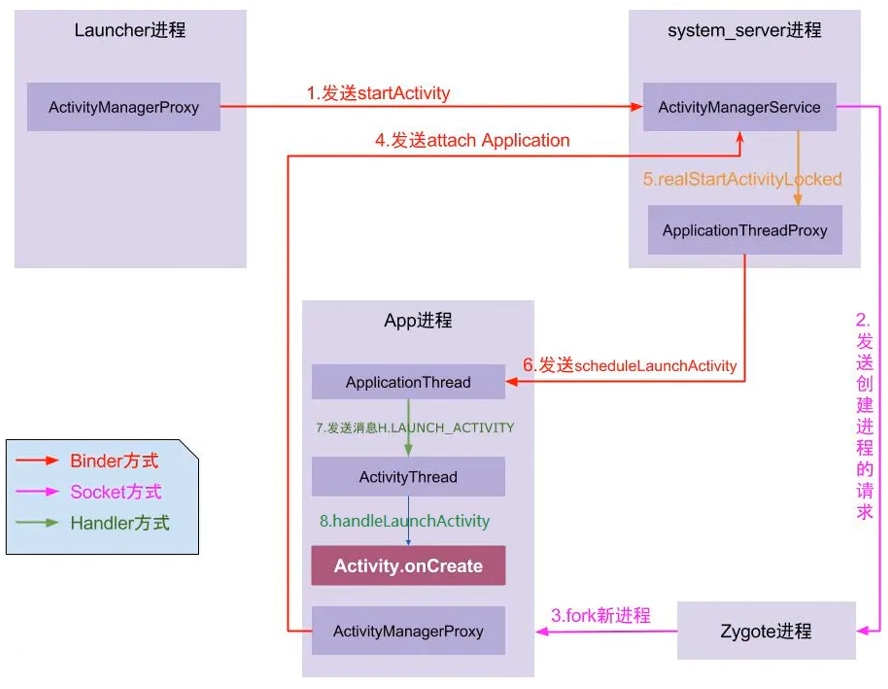 Launcher进程
system_server进程
ActivityManagerProxy
1.发送startActivity
ActivityManagerService
4.发送attach Application
5.realStartActivityLocked
ApplicationThreadProxy
App进程
2.
发
送
创
建
进
程
的
请
求
6.发送scheduleLaunchActivity
ApplicationThread
7.发送消息H.LAUNCH_ACTIVITY
ActivityThread
8.handleLaunchActivity
Activity.onCreate
ActivityManagerProxy
3.fork新进程
Zygote进程
Binder方式
Socket方式
Handler方式